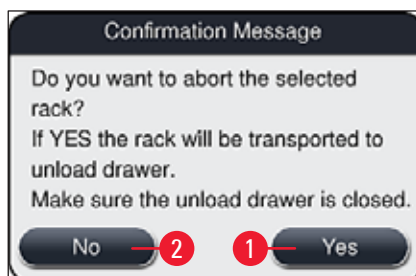 Confirmation Message
Do you want to abort the selected
rack?
If YES the rack will be transported to
unload drawer.
Make sure the unload drawer is closed.
No 2 1 Yes